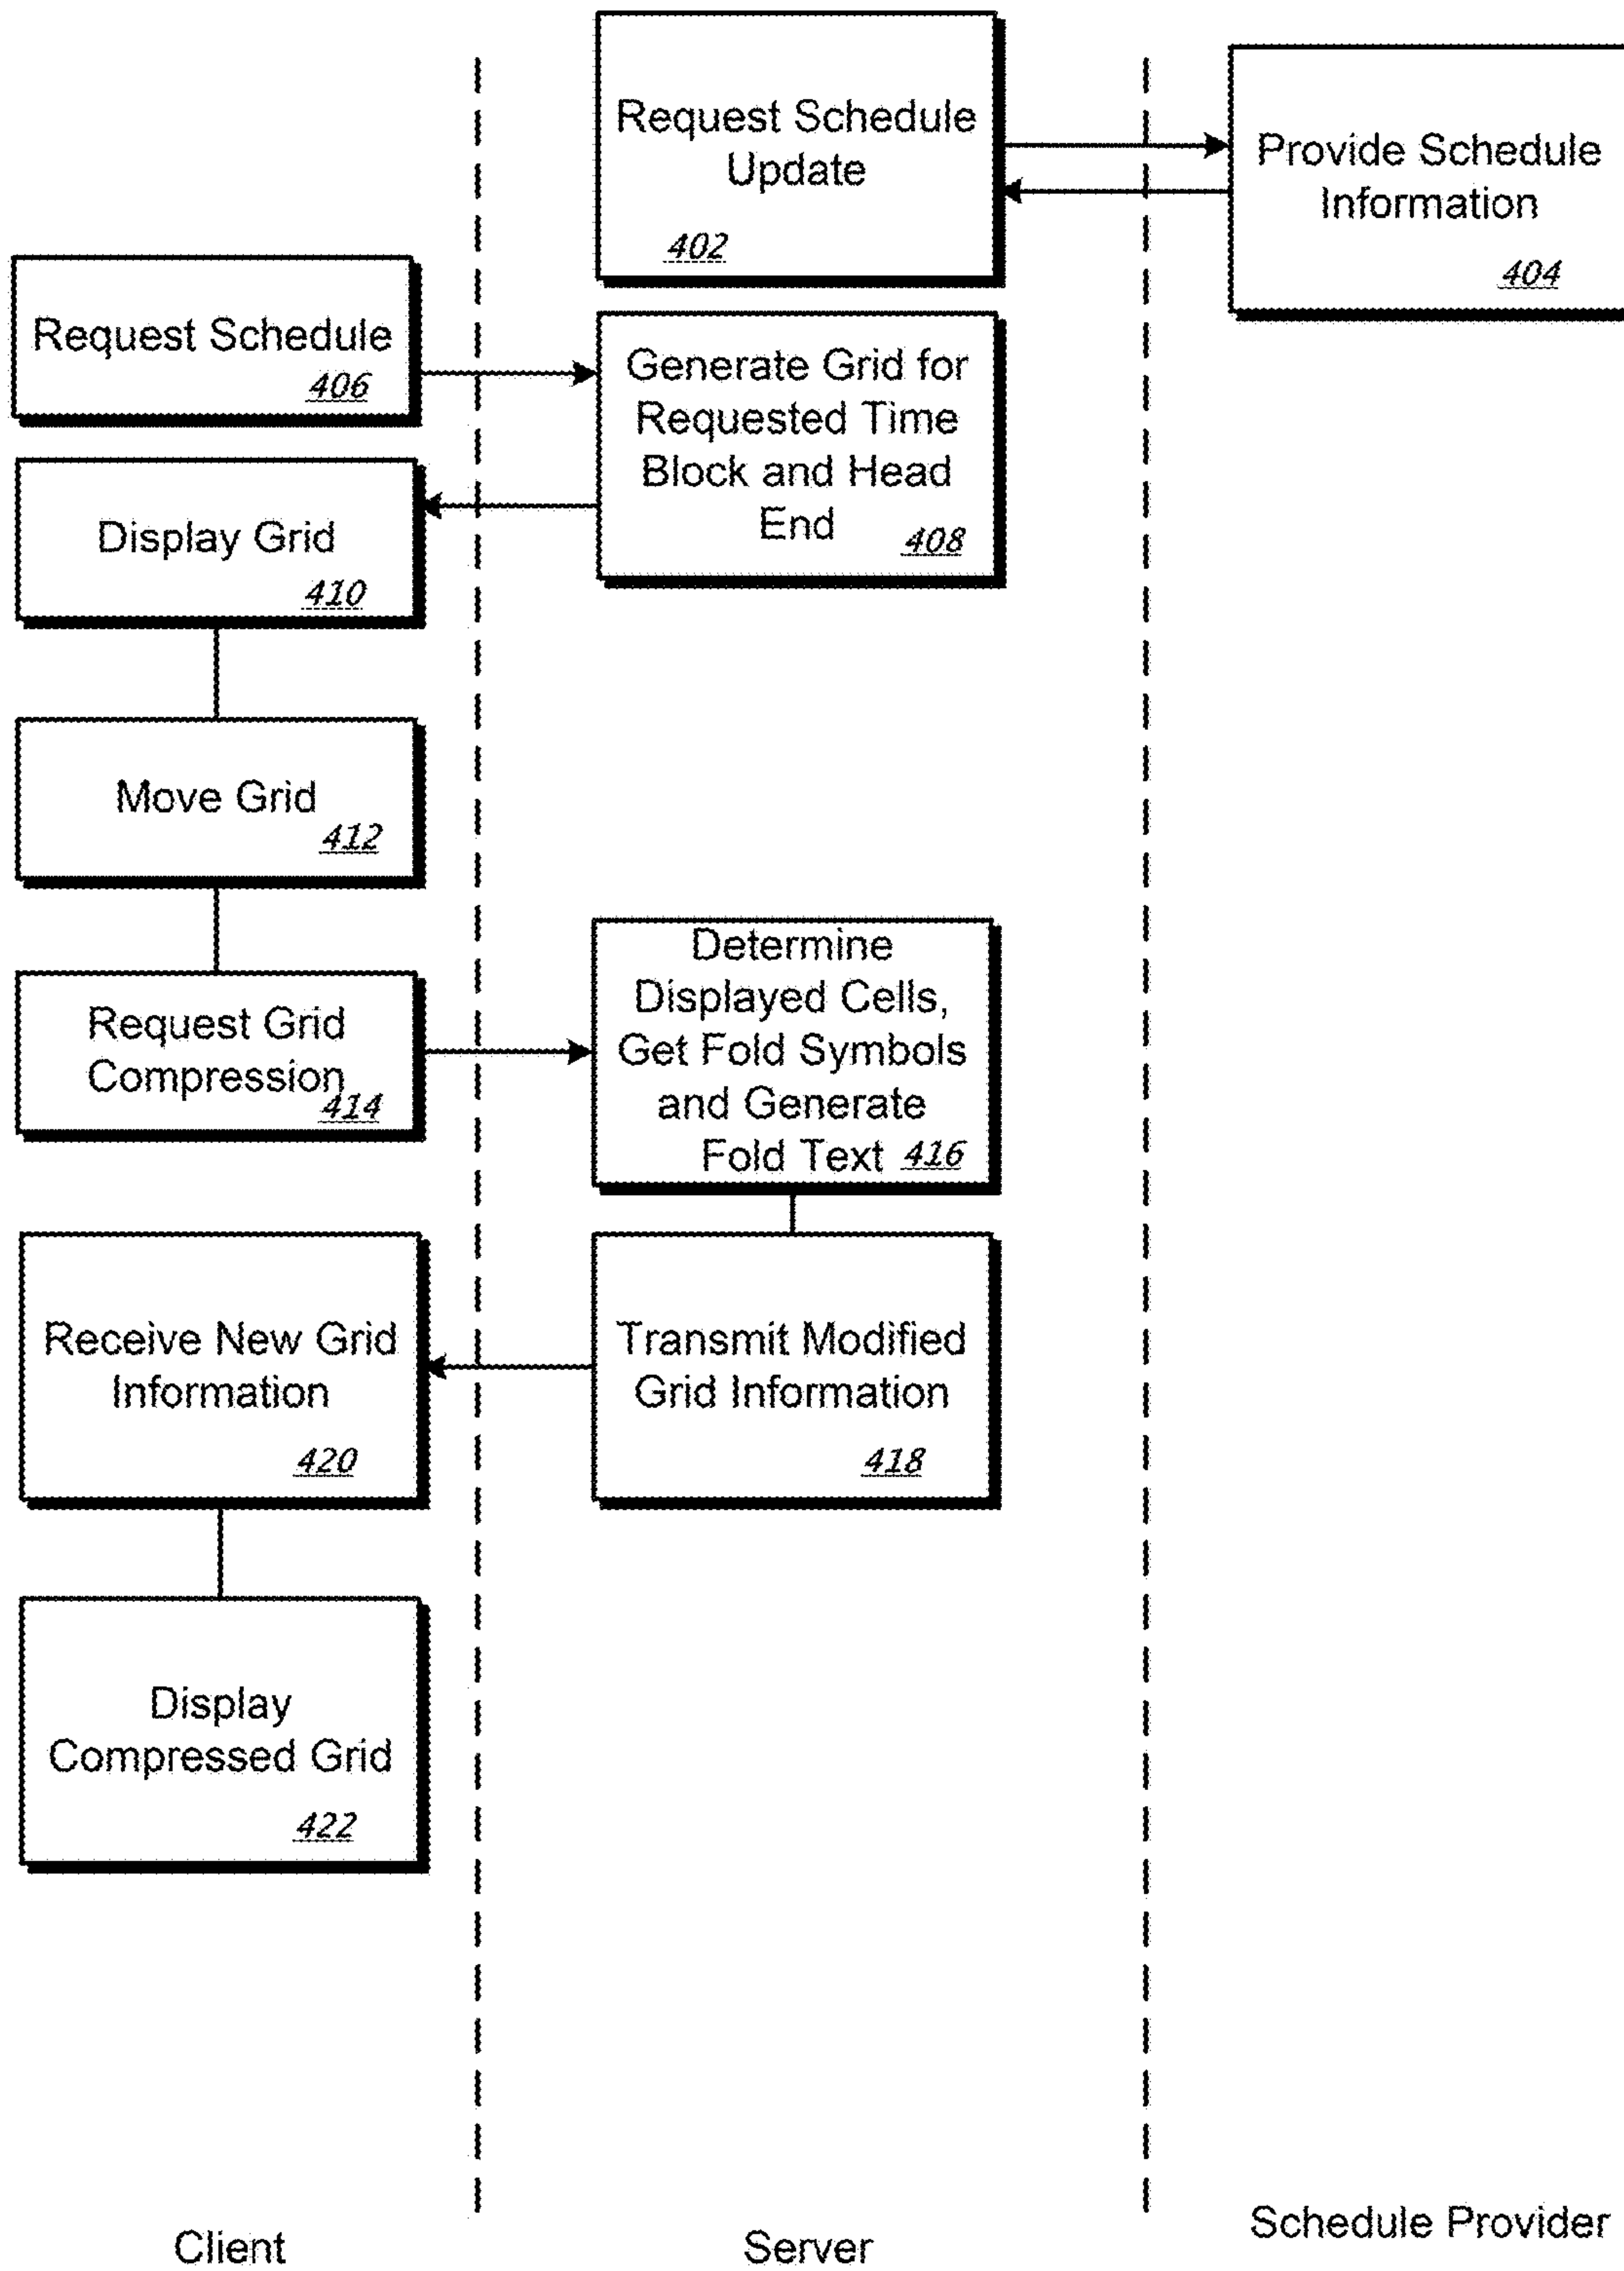 Request Schedule
Update
402
Provide Schedule
Information
404
Request Schedule
406
Generate Grid for
Requested Time
Block and Head
End
408
Display Grid
410
Move Grid
412
Request Grid
Compression
414
Determine
Displayed Cells,
Get Fold Symbols
and Generate
Fold Text 416
Receive New Grid
Information
420
Transmit Modified
Grid Information
418
Display
Compressed Grid
422
Client
Server
Schedule Provider